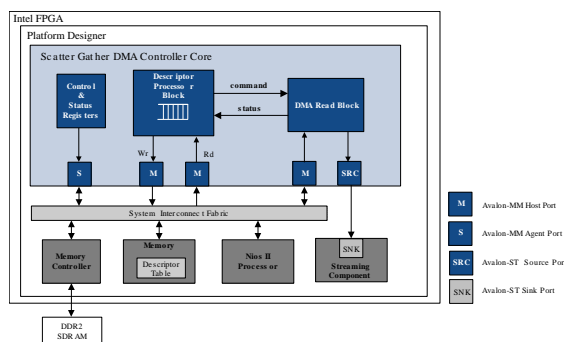 Intel FPGA
Platform Designer
Scatter Gather DMA Controller Core
Control
&
Status
Registers
Descriptor
Processor
Block
command
status
DMA Read Block
Wr
Rd
S
M
M
M
SRC
System Interconnect Fabric
Memory
Controller
Memory
Descriptor
Table
Nios II
Processor
SNK
Streaming
Component
DDR2
SDRAM
M
Avalon-MM Host Port
S
Avalon-MM Agent Port
SRC
Avalon-ST Source Por
SNK
Avalon-ST Sink Port